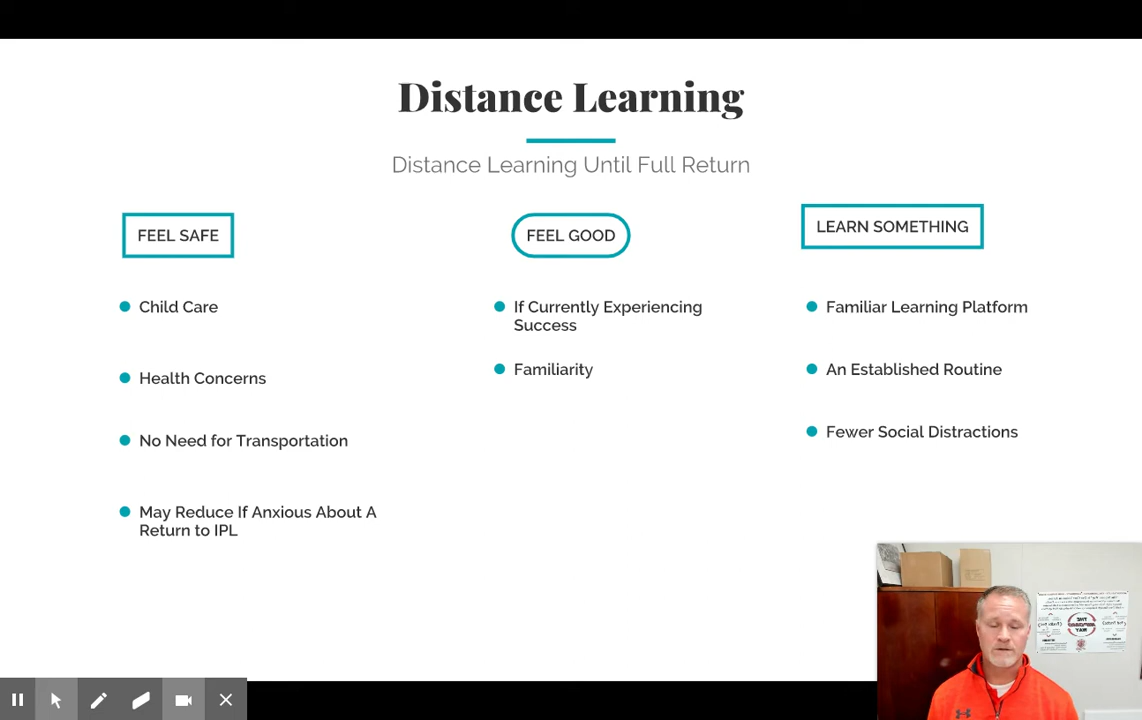 Distance Learning
Distance Learning Until Full Return
FEEL SAFE
Child Care
Health Concerns
No Need for Transportation
May Reduce If Anxious About A
Return to IPL
FEEL GOOD
If Currently Experiencing
Success
Familiarity
LEARN SOMETHING
Familiar Learning Platform
An Established Routine
Fewer Social Distractions